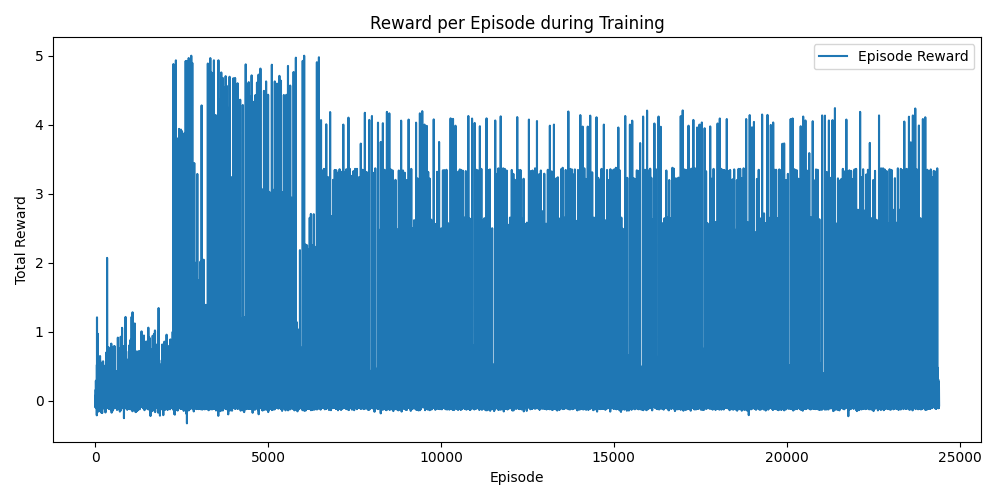 Reward per Episode during Training
Episode Reward
Total Reward
5
4
3
2
1
0
0 5000 10000 15000 20000 25000
Episode